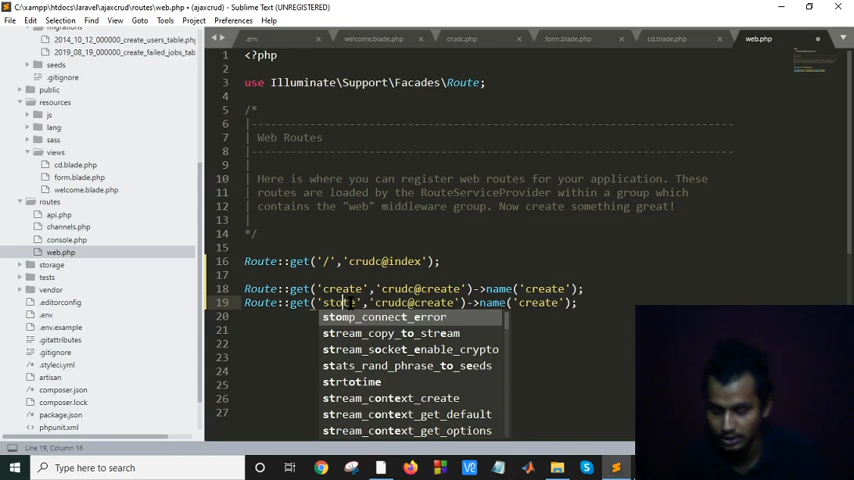 C:\xampp\htdocs\laravel\ajaxcrud\routes\web.php • (ajaxcrud) - Sublime Text (UNREGISTERED)
File Edit Selection Find View Goto Tools Project Preferences Help
migrations
2014_10_12_000000_create_users_table.php
2019_08_19_000000_create_failed_jobs_tab
seeds
.gitignore
public
resources
js
lang
sass
views
cd.blade.php
form.blade.php
welcome.blade.php
routes
api.php
channels.php
console.php
web.php
storage
tests
vendor
.editorconfig
.env
.env.example
.gitattributes
.gitignore
.styleci.yml
artisan
composer.json
package.json
phpunit.xml
.env
welcome.blade.php
crudc.php
form.blade.php
cd.blade.php
web.php
1 <?php
2
3 use Illuminate\Support\Facades\Route;
4
5 /*
6 |--------------------------------------------------------------------------
7 | Web Routes
8 |--------------------------------------------------------------------------
9 |
10 | Here is where you can register web routes for your application. These
11 | routes are loaded by the RouteServiceProvider within a group which
12 | contains the "web" middleware group. Now create something great!
13 |
14 */
15
16 Route::get('/','crudc@index');
17
18 Route::get('create','crudc@create')->name('create');
19 Route::get('stote','crudc@create')->name('create');
20
21
22
23
24
25
26
27
stomp_connect_error
stream_copy_to_stream
stream_socket_enable_crypto
stats_rand_phrase_to_seeds
strtotime
stream_context_create
stream_context_get_default
stream_context_get_options
Line 19, Column 16
Type here to search